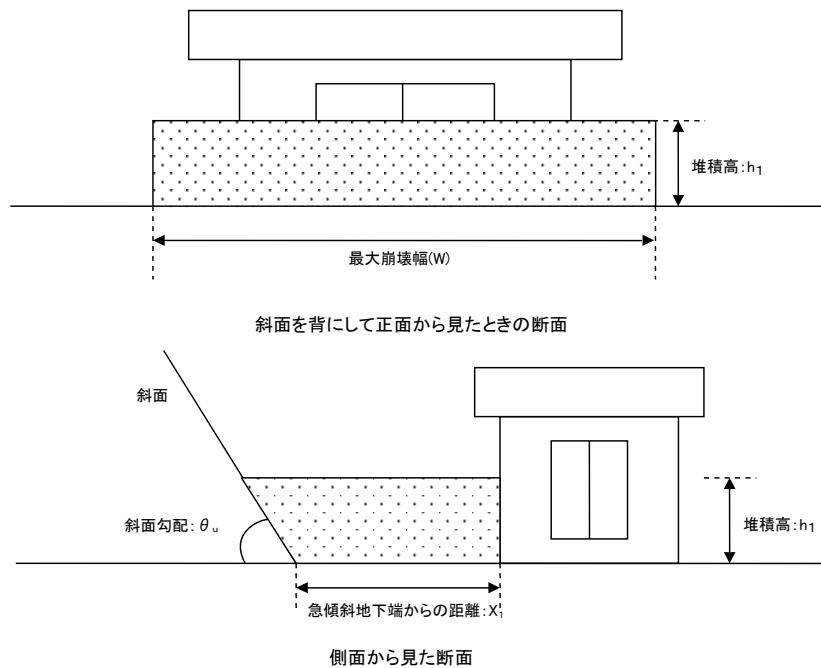 堆積高:h1
最大崩壊幅(W)
斜面を背にして正面から見たときの断面
斜面
斜面勾配:θu
堆積高:h1
急傾斜地下端からの距離:X1
側面から見た断面